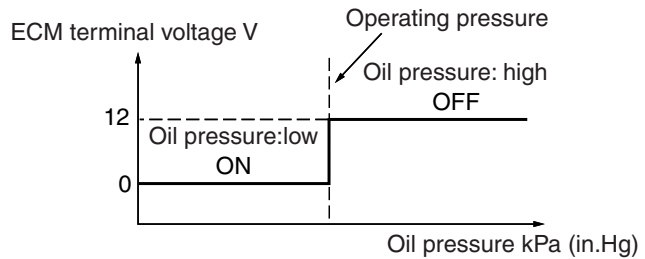 Operating pressure
ECM terminal voltage V
Oil pressure: high
OFF
12
Oil pressure:low
ON
0
Oil pressure kPa (in.Hg)